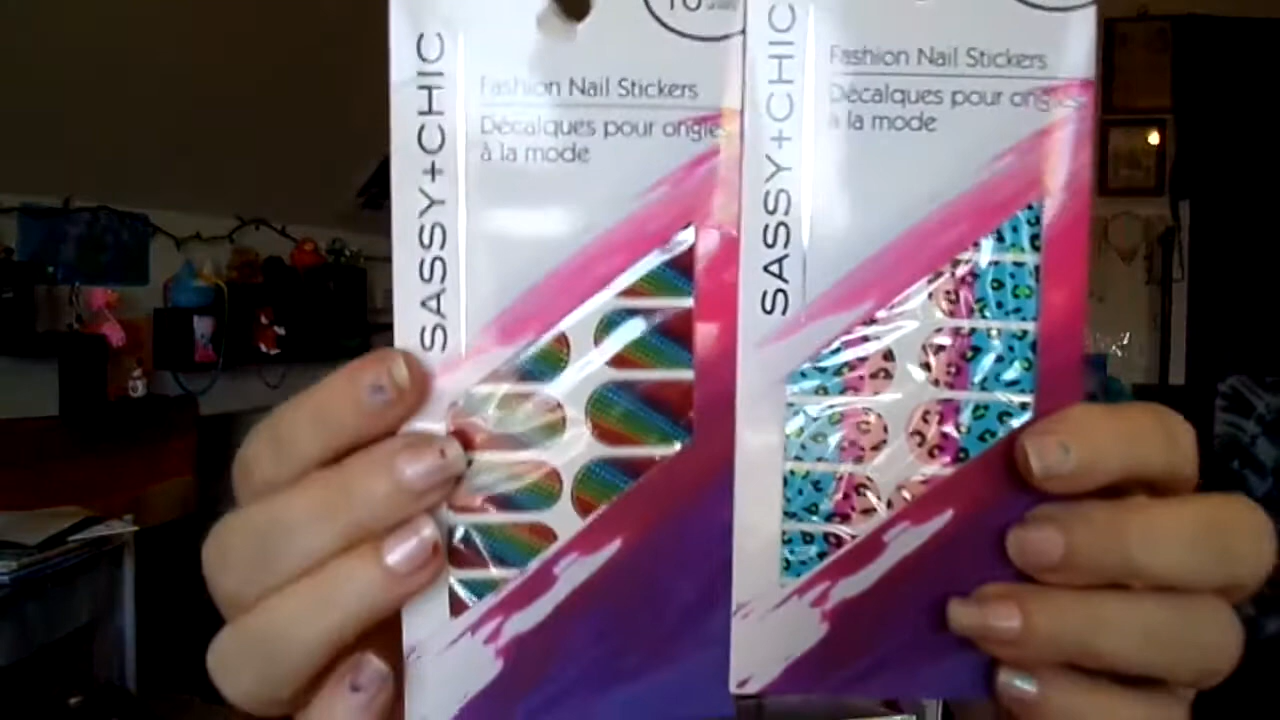 SASSY+CHIC
Fashion Nail Stickers
Décalques pour ongles
à la mode
SASSY+CHIC
Fashion Nail Stickers
Décalques pour ongles
à la mode